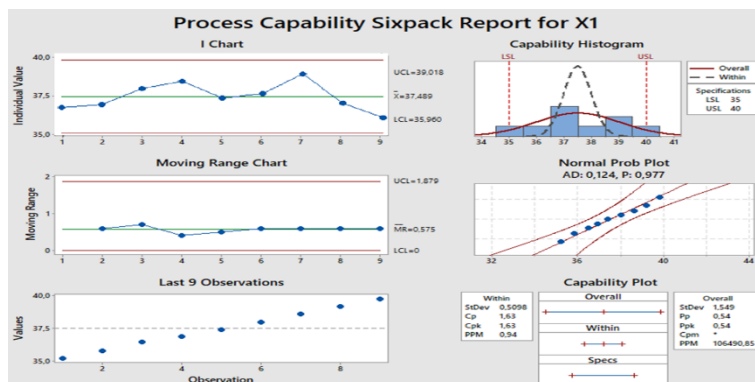 Process Capability Sixpack Report for X1
I Chart
Individual Value
40,0
37,5
35,0
UCL=39,018
X̄=37,489
LCL=35,960
1 2 3 4 5 6 7 8 9
Moving Range Chart
Moving Range
2
1
0
UCL=1,879
M̄R̄=0,575
LCL=0
1 2 3 4 5 6 7 8 9
Last 9 Observations
Values
40,0
37,5
35,0
2 4 6 8
Observation
Capability Histogram
LSL USL
Overall
Within
Specifications
LSL 35
USL 40
34 35 36 37 38 39 40 41
Normal Prob Plot
AD: 0,124, P: 0,977
32 36 40 44
Capability Plot
Within
StDev 0,5098
Cp 1,63
Cpk 1,63
PPM 0,94
Overall
Within
Specs
Overall
StDev 1,549
Pp 0,54
Ppk 0,54
Cpm *
PPM 106490,85